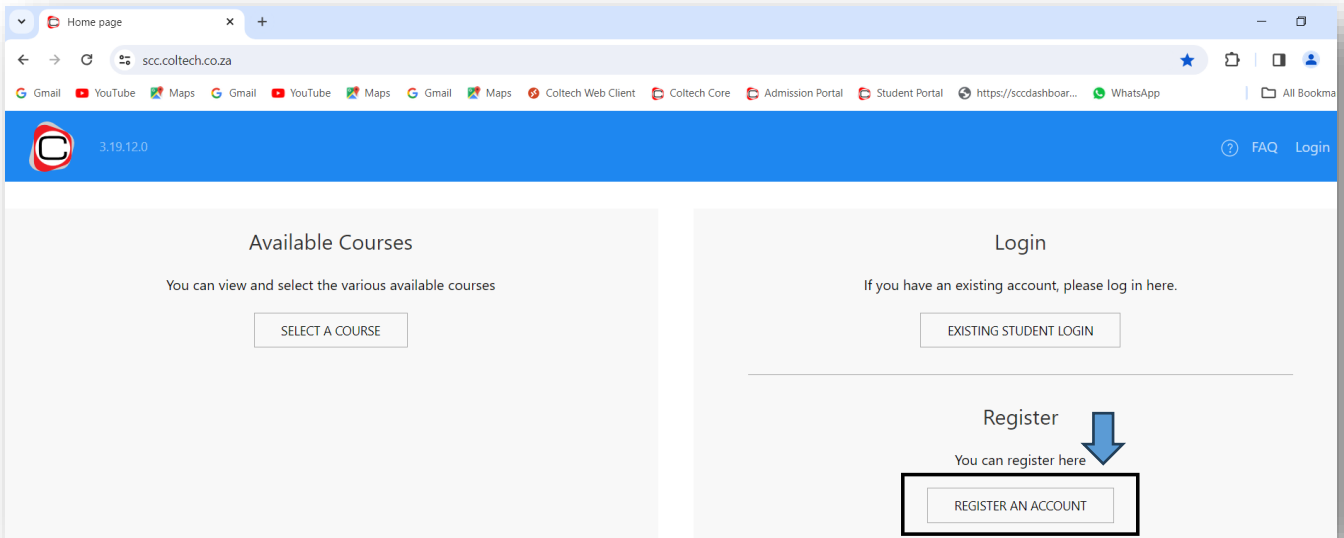 Home page
scc.coltech.co.za
Gmail YouTube Maps Gmail YouTube Maps Gmail Maps Coltech Web Client Coltech Core Admission Portal Student Portal https://sccdashboar... WhatsApp All Bookma
C 3.19.12.0 FAQ Login
Available Courses
You can view and select the various available courses
SELECT A COURSE
Login
If you have an existing account, please log in here.
EXISTING STUDENT LOGIN
Register
You can register here
REGISTER AN ACCOUNT